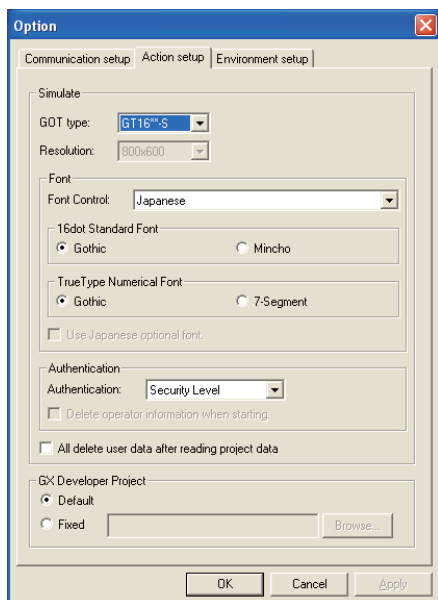 Option
Communication setup Action setup Environment setup
Simulate
GOT type: GT16**-S
Resolution: 800x600
Font
Font Control: Japanese
16dot Standard Font
Gothic Mincho
TrueType Numerical Font
Gothic 7-Segment
Use Japanese optional font.
Authentication
Authentication: Security Level
Delete operator information when starting.
All delete user data after reading project data
GX Developer Project
Default
Fixed Browse...
OK Cancel Apply